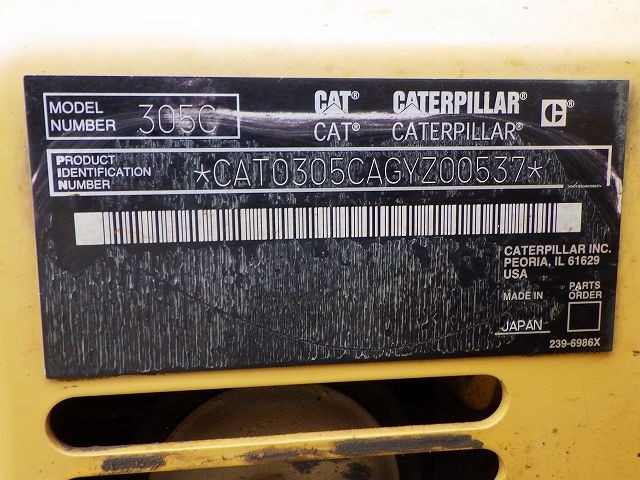 MODEL NUMBER 305C
CAT® CATERPILLAR® C®
CAT® CATERPILLAR®
PRODUCT IDENTIFICATION NUMBER *CAT0305CAGYZ00537*
CATERPILLAR INC.
PEORIA, IL 61629
USA
MADE IN
JAPAN
PARTS ORDER
239-6986X